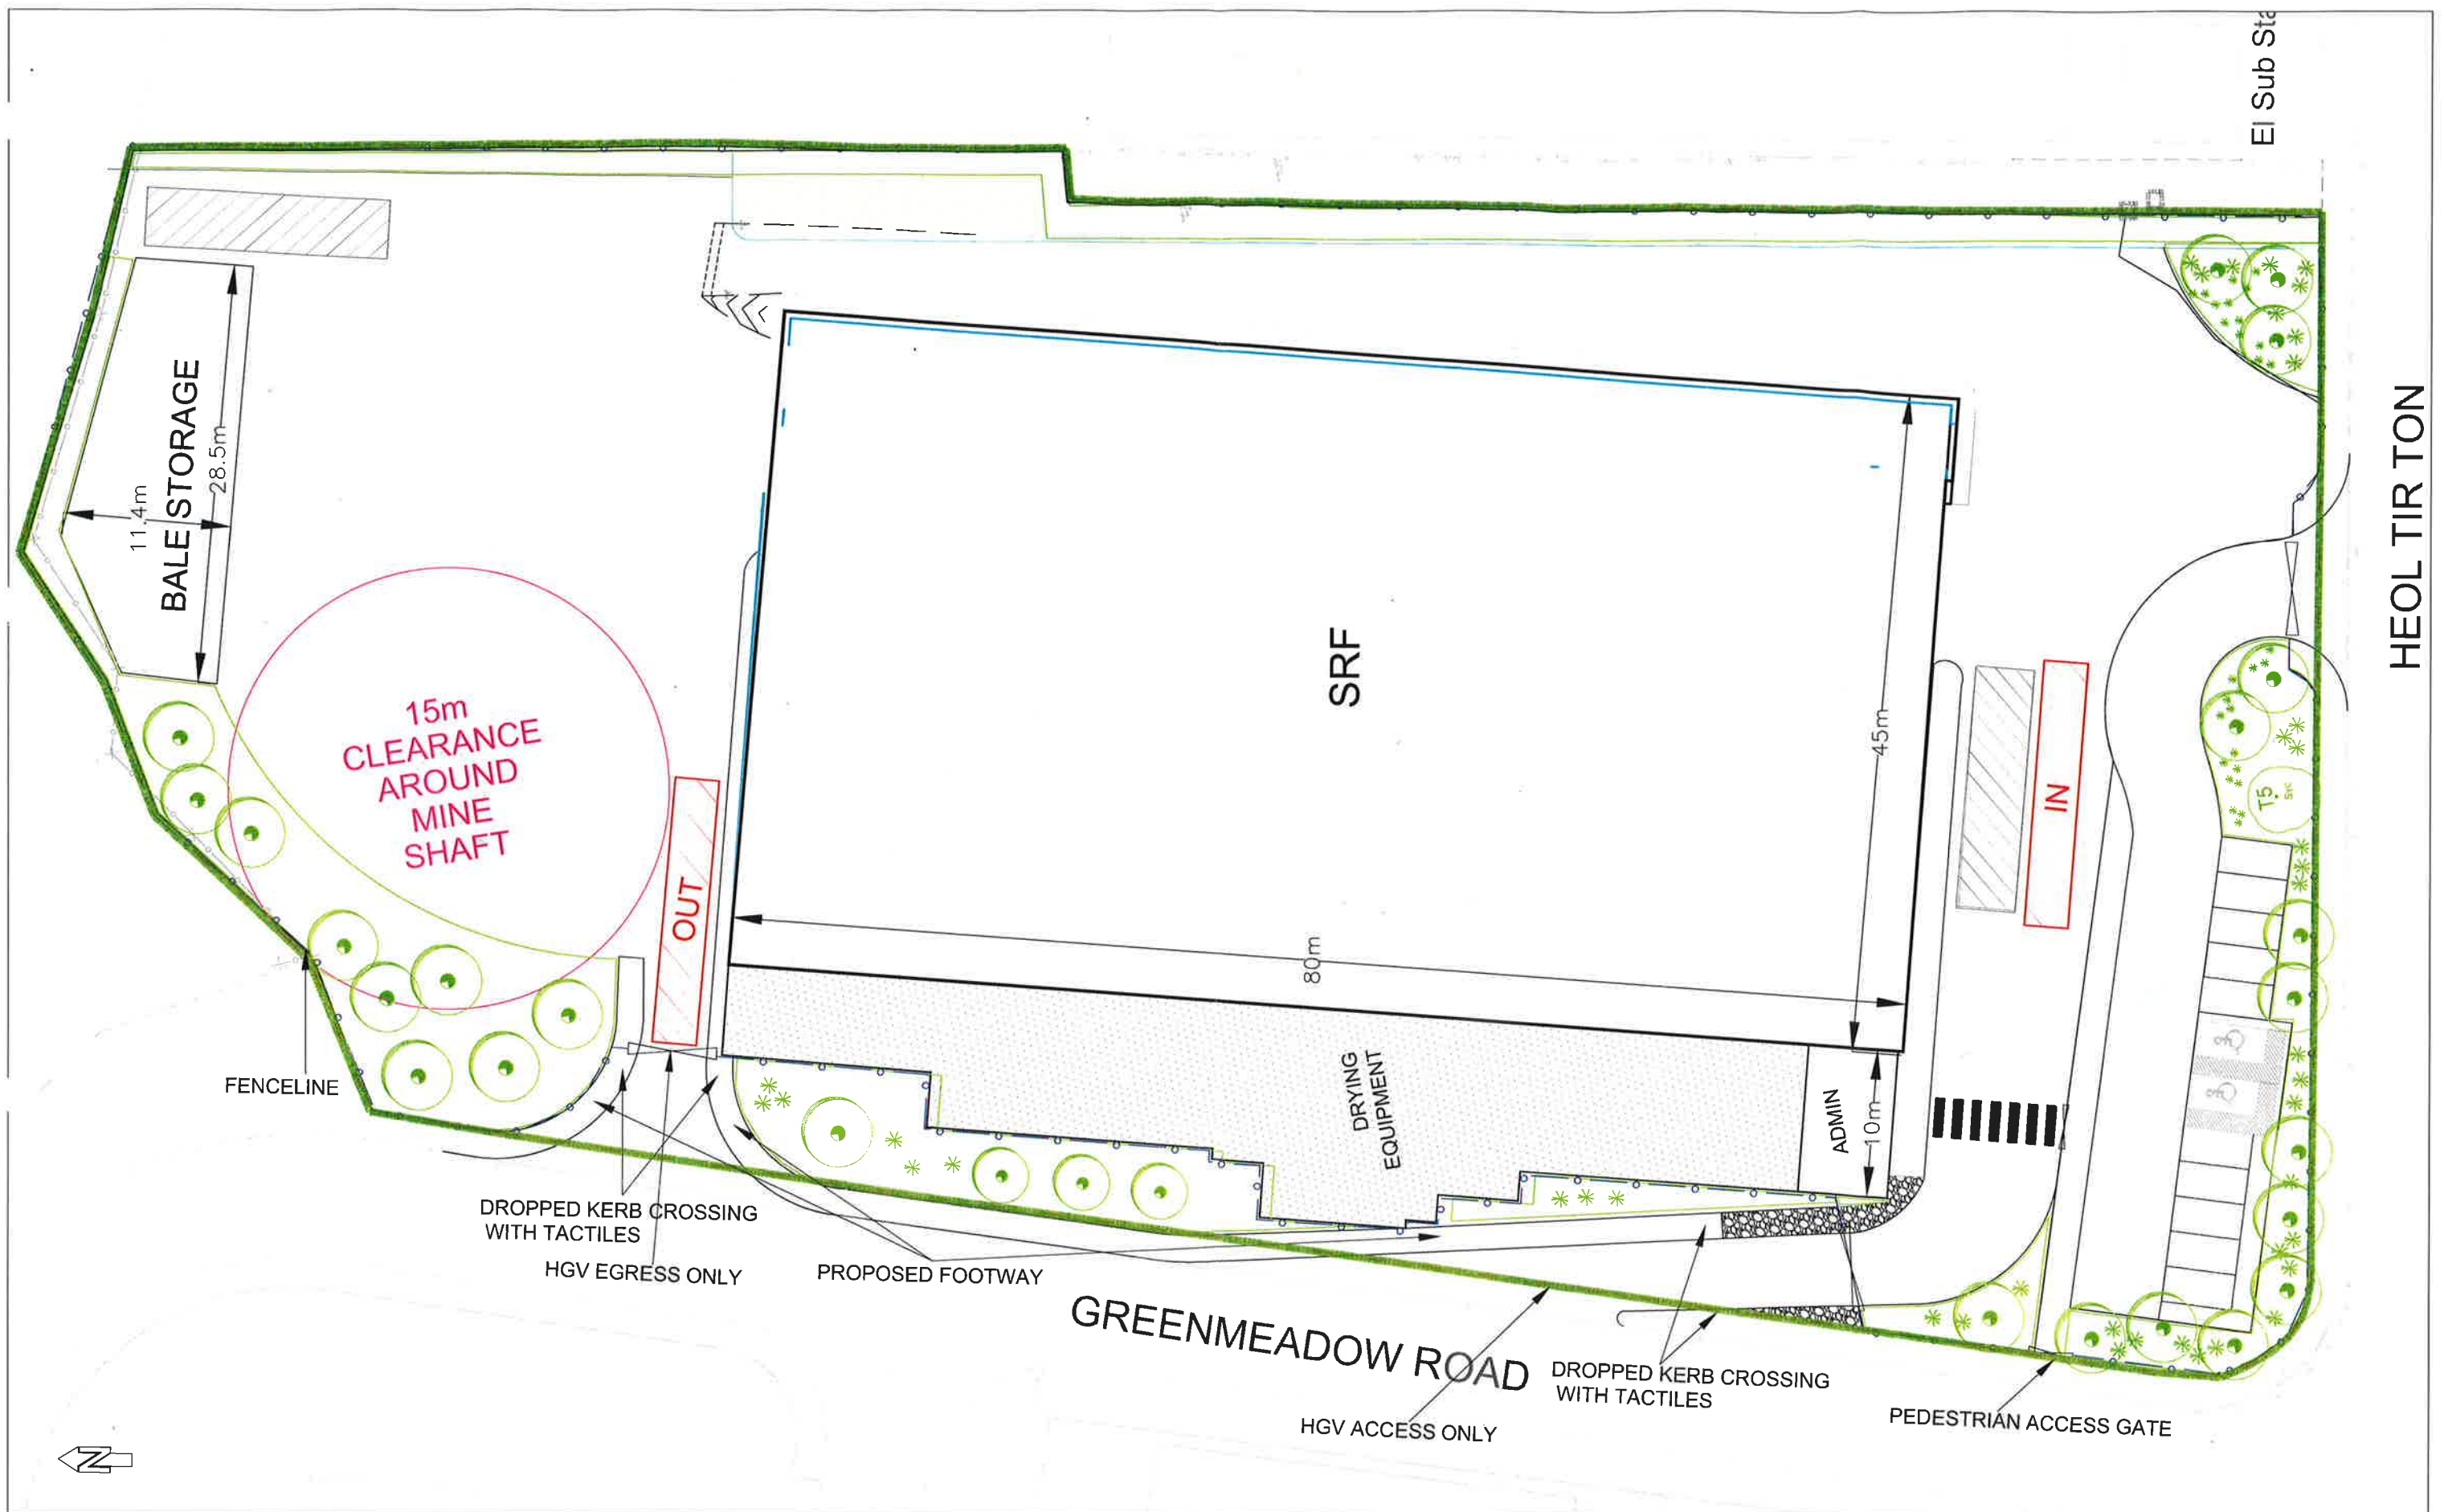 El Sub Sta
HEOL TIR TON
BALE STORAGE
11.4m
28.5m
15m
CLEARANCE
AROUND
MINE
SHAFT
OUT
SRF
45m
80m
IN
T5
Syc
DRYING
EQUIPMENT
ADMIN
10m
FENCELINE
DROPPED KERB CROSSING
WITH TACTILES
HGV EGRESS ONLY
PROPOSED FOOTWAY
GREENMEADOW ROAD
DROPPED KERB CROSSING
WITH TACTILES
HGV ACCESS ONLY
PEDESTRIAN ACCESS GATE
N